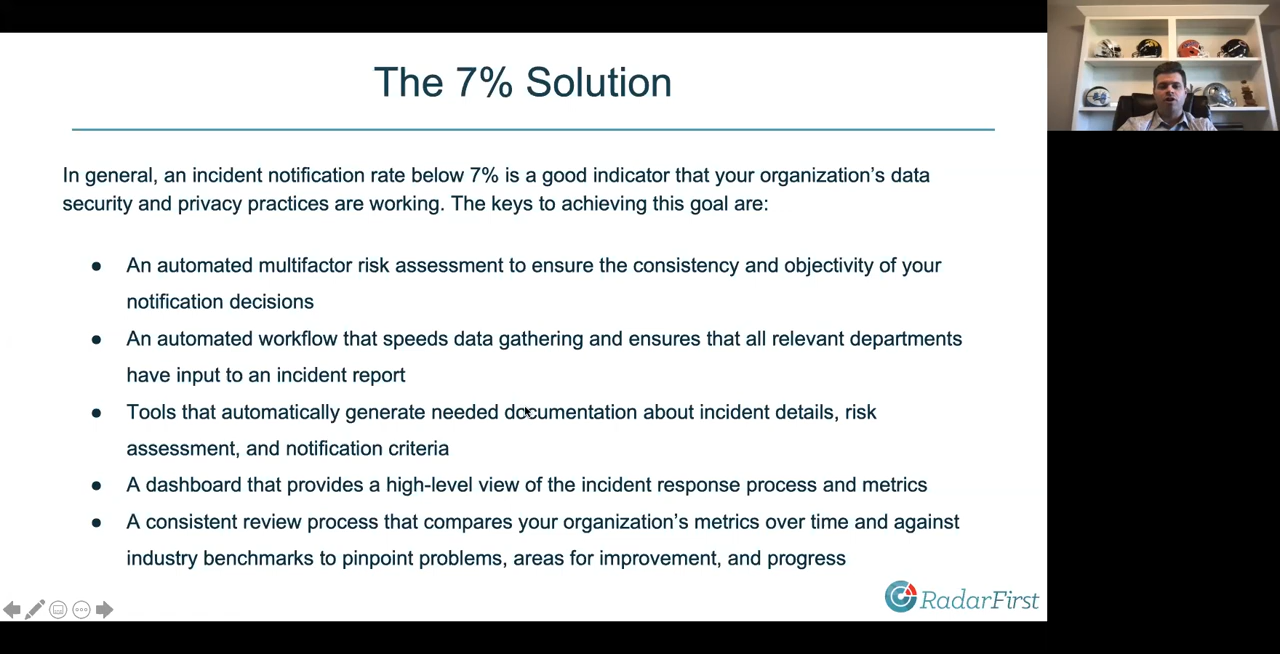 The 7% Solution
In general, an incident notification rate below 7% is a good indicator that your organization's data
security and privacy practices are working. The keys to achieving this goal are:
● An automated multifactor risk assessment to ensure the consistency and objectivity of your
notification decisions
● An automated workflow that speeds data gathering and ensures that all relevant departments
have input to an incident report
● Tools that automatically generate needed documentation about incident details, risk
assessment, and notification criteria
● A dashboard that provides a high-level view of the incident response process and metrics
● A consistent review process that compares your organization's metrics over time and against
industry benchmarks to pinpoint problems, areas for improvement, and progress
RadarFirst